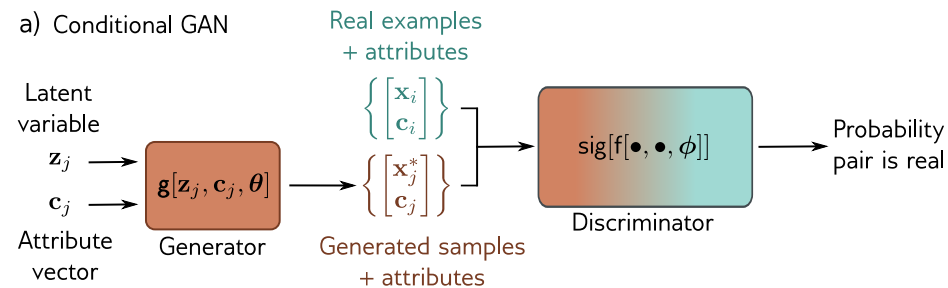 a) Conditional GAN
Real examples
+ attributes
Latent
variable
z_j
c_j
Attribute
vector
g[z_j, c_j, θ]
Generator
{[x_i
c_i]}
{[x_j^*
c_j]}
Generated samples
+ attributes
sig[f[•, •, ϕ]]
Discriminator
Probability
pair is real